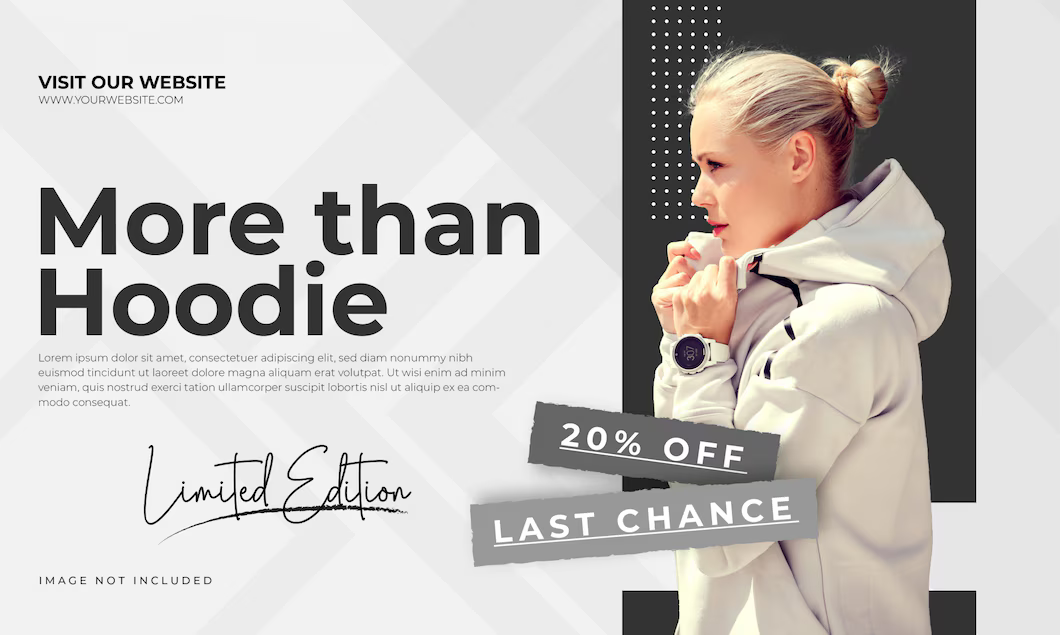 VISIT OUR WEBSITE
WWW.YOURWEBSITE.COM
More than
Hoodie
Lorem ipsum dolor sit amet, consectetuer adipiscing elit, sed diam nonummy nibh
euismod tincidunt ut laoreet dolore magna aliquam erat volutpat. Ut wisi enim ad minim
veniam, quis nostrud exerci tation ullamcorper suscipit lobortis nisl ut aliquip ex ea com-
modo consequat.
Limited Edition
20% OFF
LAST CHANCE
IMAGE NOT INCLUDED